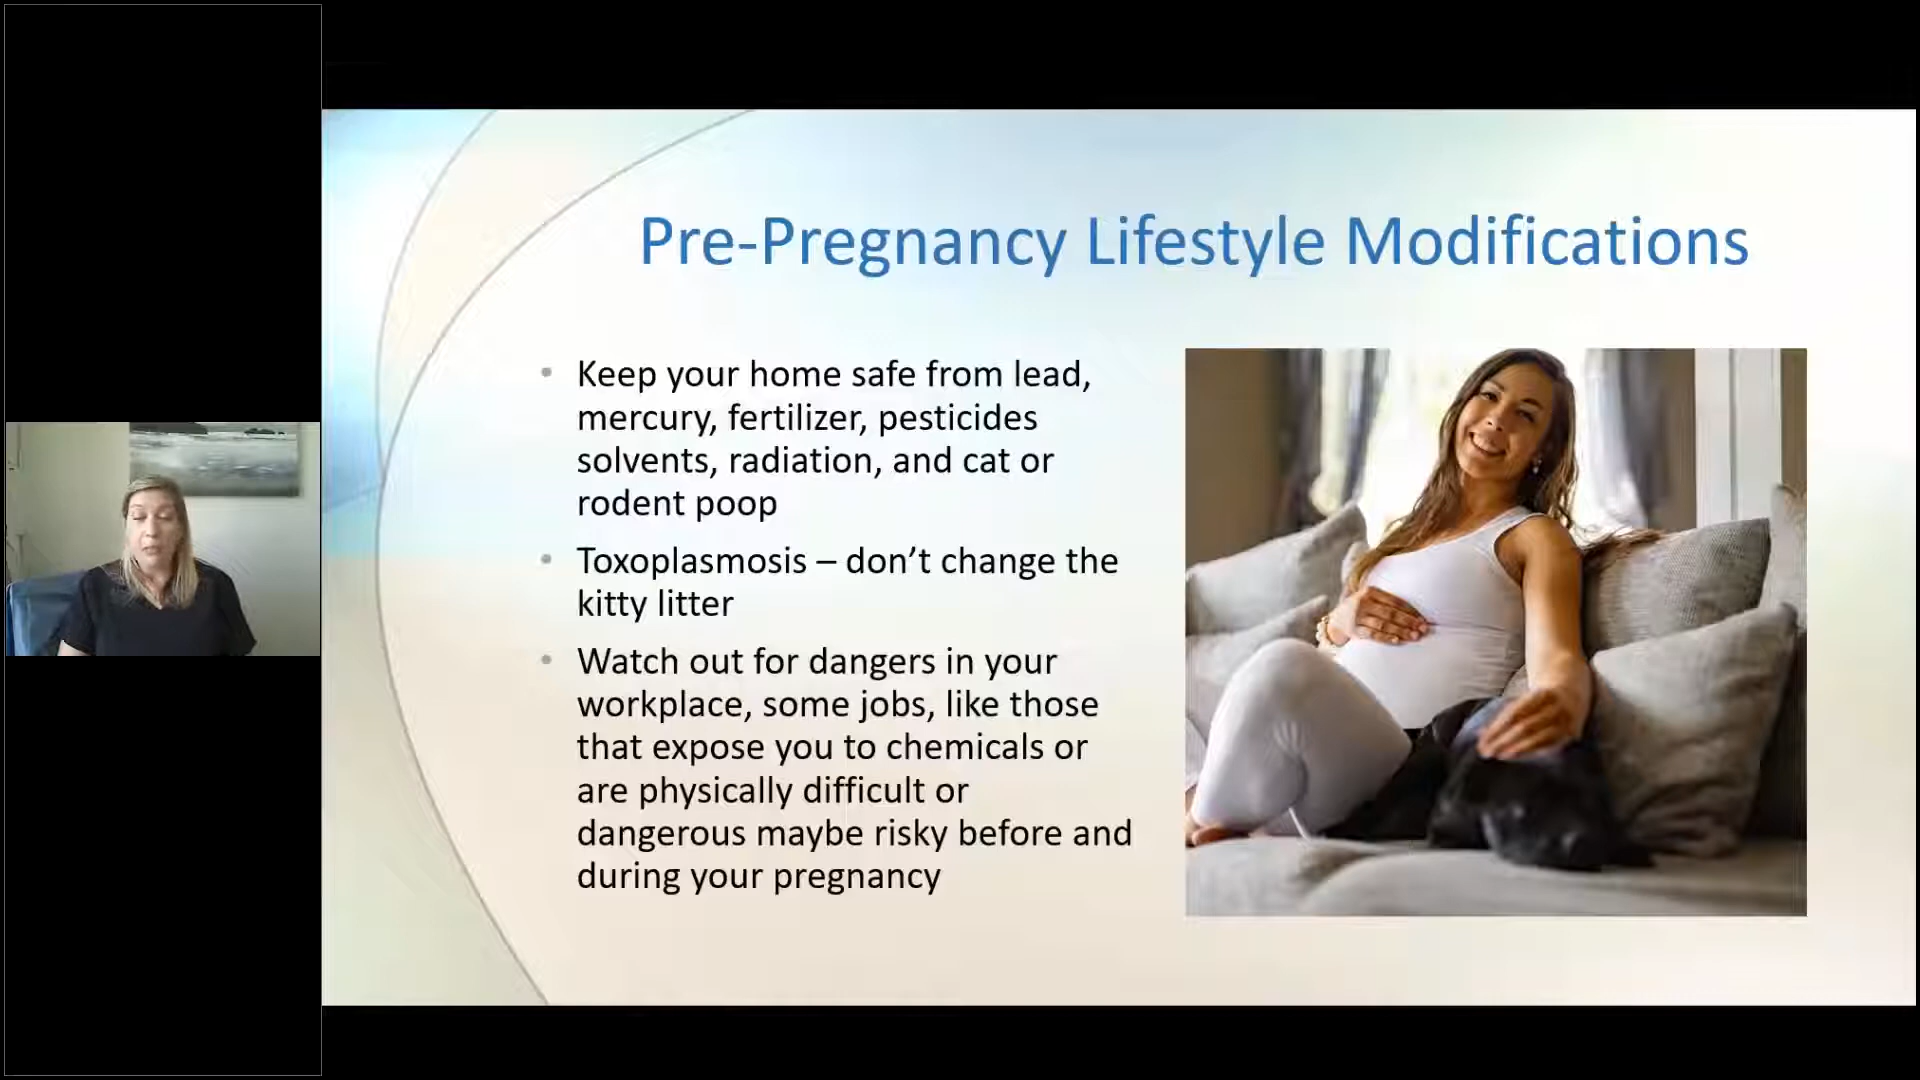 Pre-Pregnancy Lifestyle Modifications
• Keep your home safe from lead,
mercury, fertilizer, pesticides
solvents, radiation, and cat or
rodent poop
• Toxoplasmosis – don’t change the
kitty litter
• Watch out for dangers in your
workplace, some jobs, like those
that expose you to chemicals or
are physically difficult or
dangerous maybe risky before and
during your pregnancy